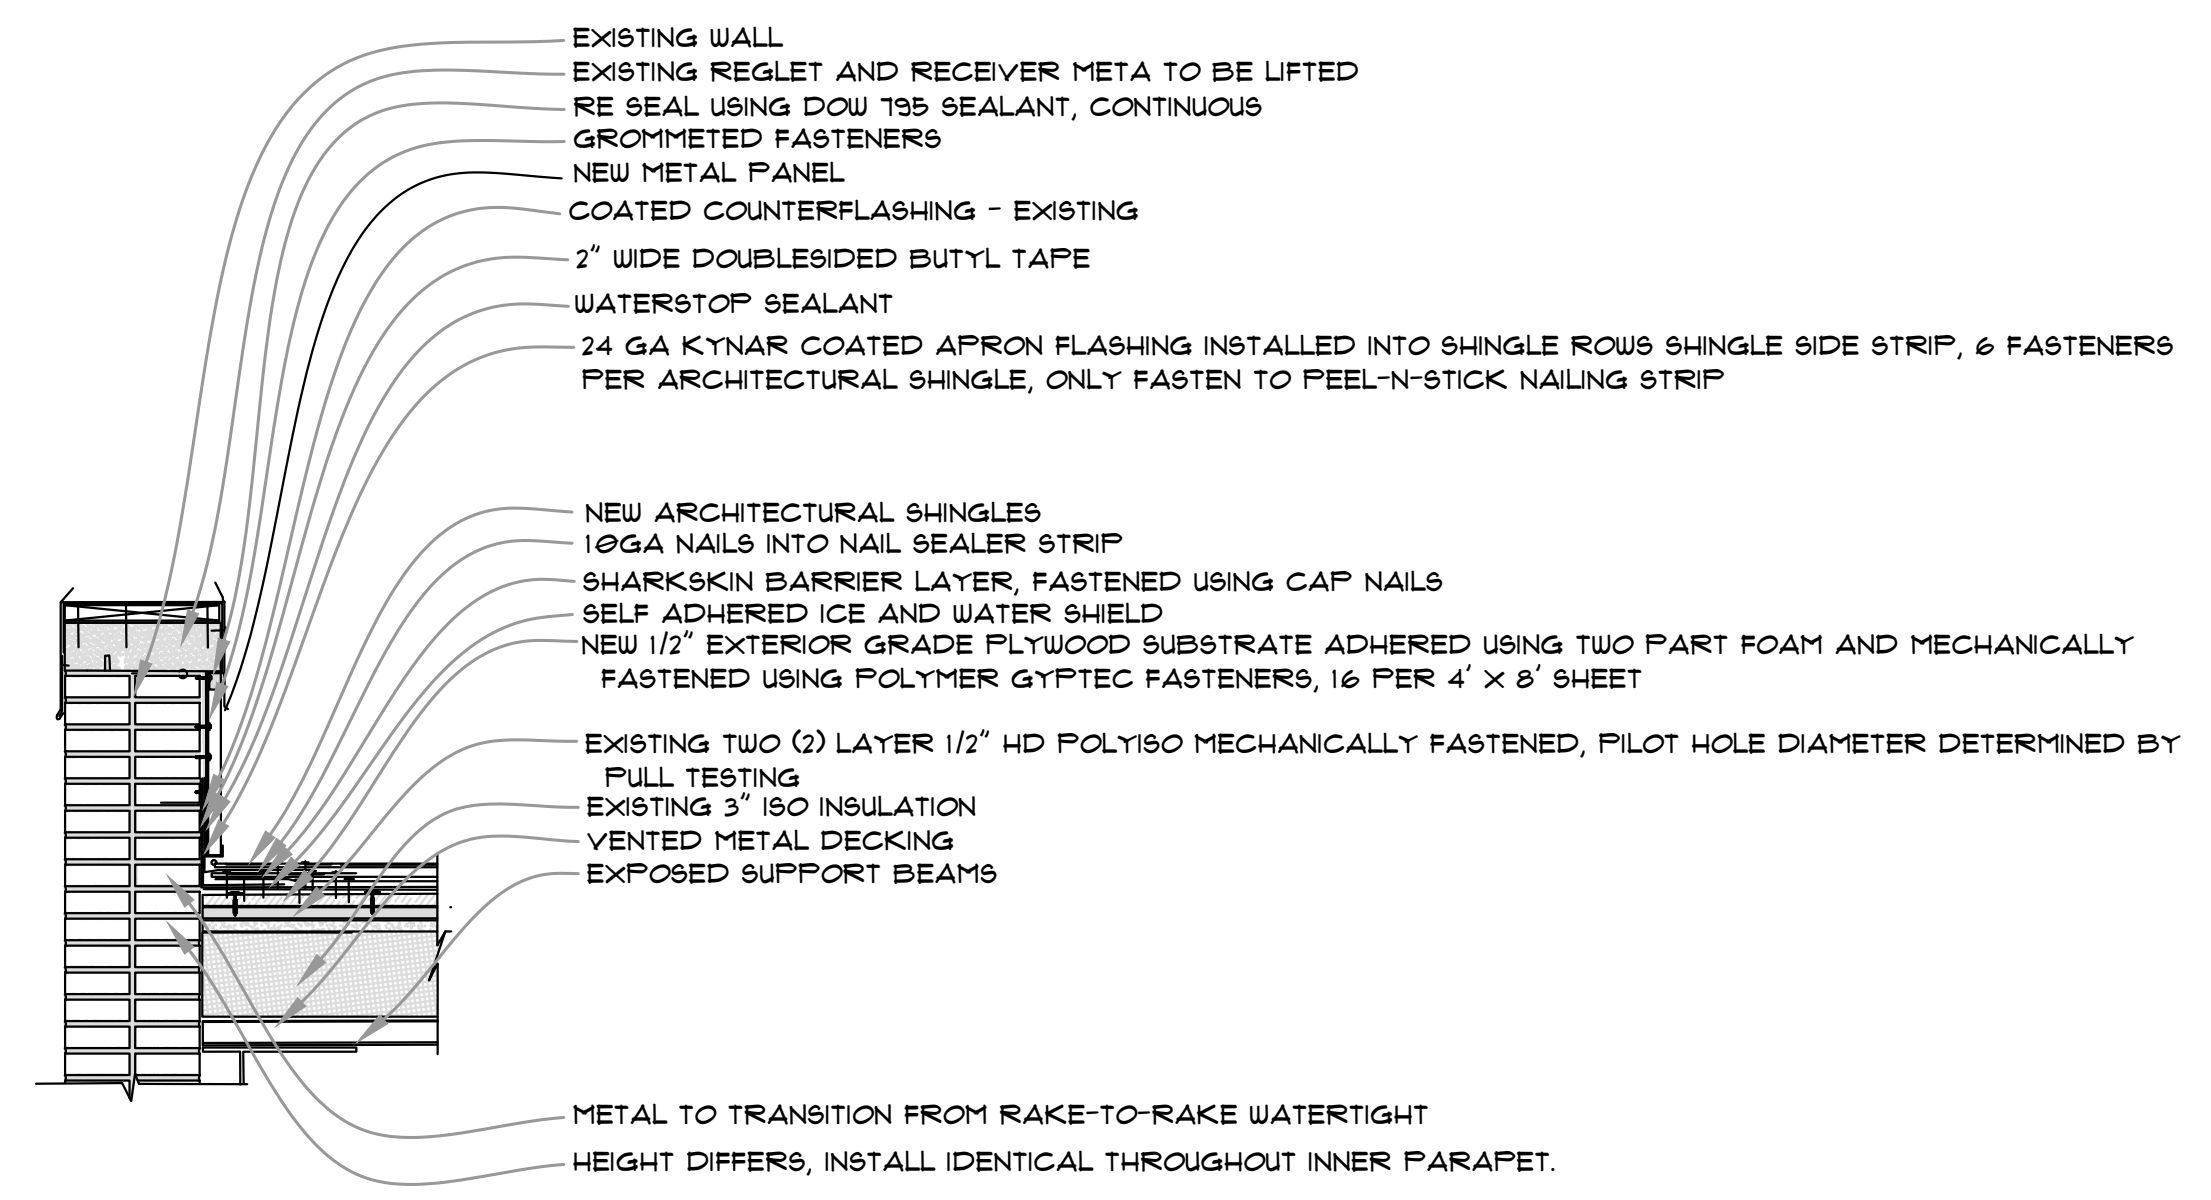 EXISTING WALL
EXISTING REGLET AND RECEIVER META TO BE LIFTED
RE SEAL USING DOW 795 SEALANT, CONTINUOUS
GROMMETED FASTENERS
NEW METAL PANEL
COATED COUNTERFLASHING - EXISTING
2" WIDE DOUBLESIDED BUTYL TAPE
WATERSTOP SEALANT
24 GA KYNAR COATED APRON FLASHING INSTALLED INTO SHINGLE ROWS SHINGLE SIDE STRIP, 6 FASTENERS
PER ARCHITECTURAL SHINGLE, ONLY FASTEN TO PEEL-N-STICK NAILING STRIP
NEW ARCHITECTURAL SHINGLES
10GA NAILS INTO NAIL SEALER STRIP
SHARKSKIN BARRIER LAYER, FASTENED USING CAP NAILS
SELF ADHERED ICE AND WATER SHIELD
NEW 1/2" EXTERIOR GRADE PLYWOOD SUBSTRATE ADHERED USING TWO PART FOAM AND MECHANICALLY
FASTENED USING POLYMER GYPTEC FASTENERS, 16 PER 4' X 8' SHEET
EXISTING TWO (2) LAYER 1/2" HD POLYISO MECHANICALLY FASTENED, PILOT HOLE DIAMETER DETERMINED BY
PULL TESTING
EXISTING 3" ISO INSULATION
VENTED METAL DECKING
EXPOSED SUPPORT BEAMS
METAL TO TRANSITION FROM RAKE-TO-RAKE WATERTIGHT
HEIGHT DIFFERS, INSTALL IDENTICAL THROUGHOUT INNER PARAPET.